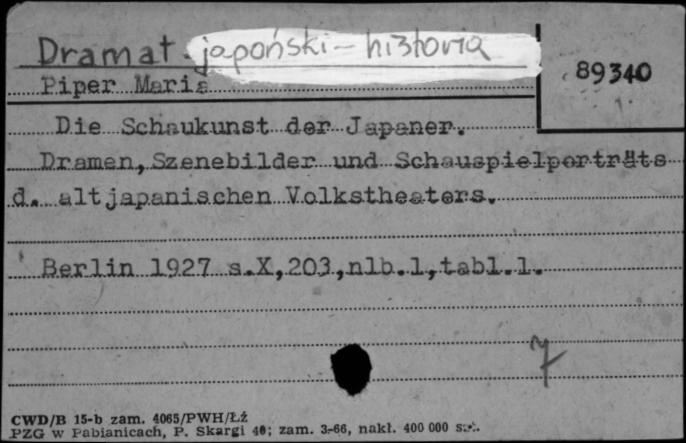 Dramat japoński - historia
89340
Piper Maria
Die Schaukunst der Japaner.
Dramen, Szenebilder und Schauspielporträts
d. altjapanischen Volkstheaters.
Berlin 1927 s.X,203,nlb.1,tabl.1.
7
CWD/B 15-b zam. 4065/PWH/Łź
PZG w Pabianicach, P. Skargi 40; zam. 3-66, nakł. 400 000 szt.